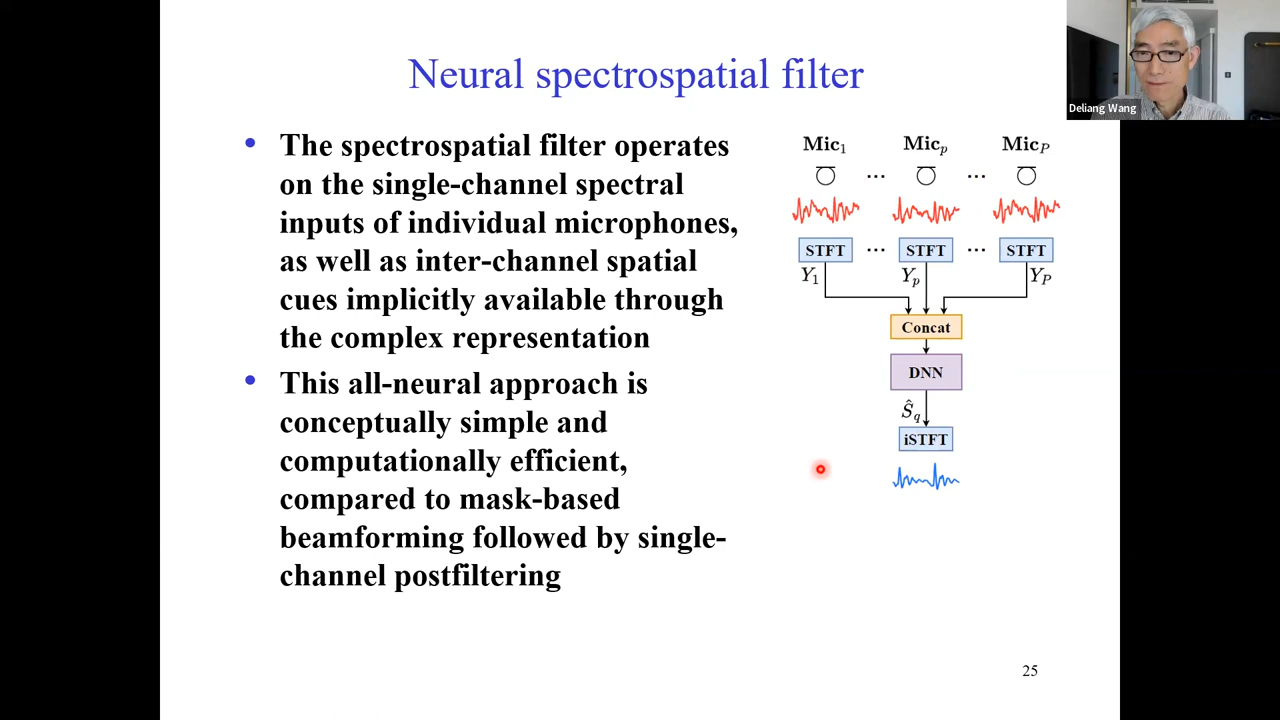 Neural spectrospatial filter
Deliang Wang
• The spectrospatial filter operates
on the single-channel spectral
inputs of individual microphones,
as well as inter-channel spatial
cues implicitly available through
the complex representation
• This all-neural approach is
conceptually simple and
computationally efficient,
compared to mask-based
beamforming followed by single-
channel postfiltering
Mic₁ Micₚ Mic_P
... ...
STFT ... STFT ... STFT
Y₁ Yₚ Y_P
Concat
DNN
Ŝ_q
iSTFT
25